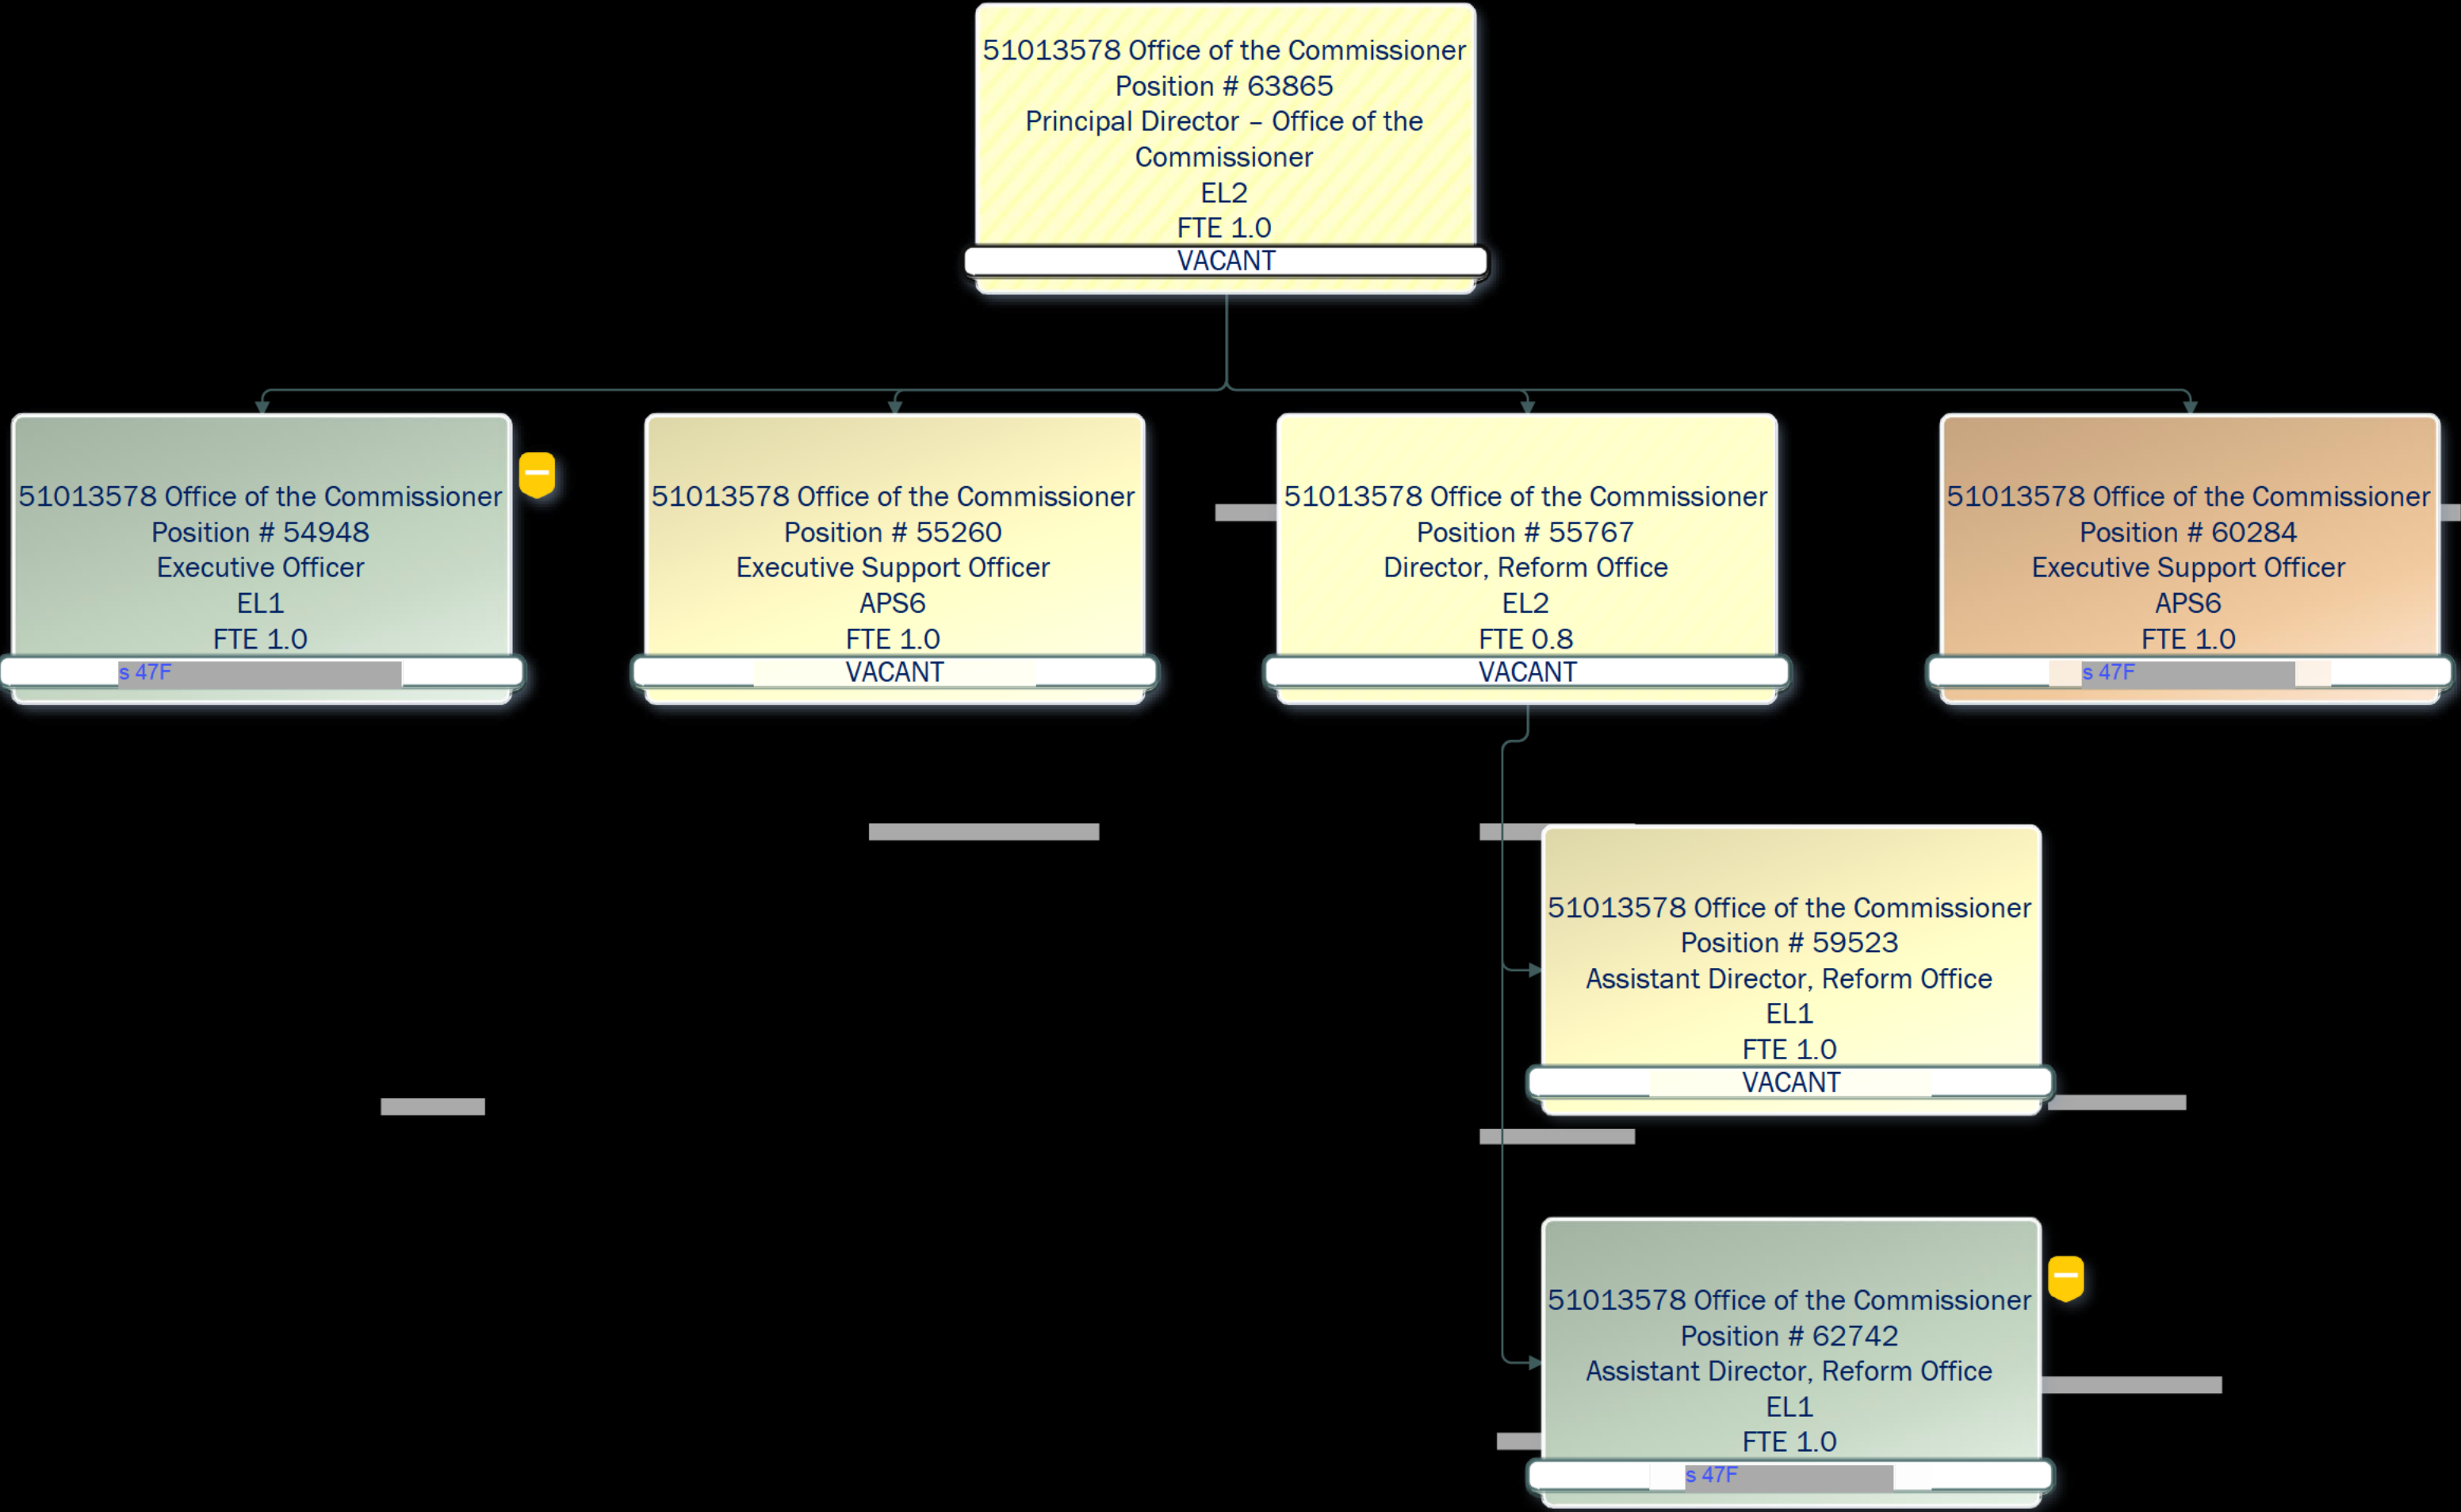 51013578 Office of the Commissioner
Position # 63865
Principal Director – Office of the
Commissioner
EL2
FTE 1.0
VACANT
51013578 Office of the Commissioner
Position # 54948
Executive Officer
EL1
FTE 1.0
s 47F
51013578 Office of the Commissioner
Position # 55260
Executive Support Officer
APS6
FTE 1.0
VACANT
51013578 Office of the Commissioner
Position # 55767
Director, Reform Office
EL2
FTE 0.8
VACANT
51013578 Office of the Commissioner
Position # 60284
Executive Support Officer
APS6
FTE 1.0
s 47F
51013578 Office of the Commissioner
Position # 59523
Assistant Director, Reform Office
EL1
FTE 1.0
VACANT
51013578 Office of the Commissioner
Position # 62742
Assistant Director, Reform Office
EL1
FTE 1.0
s 47F